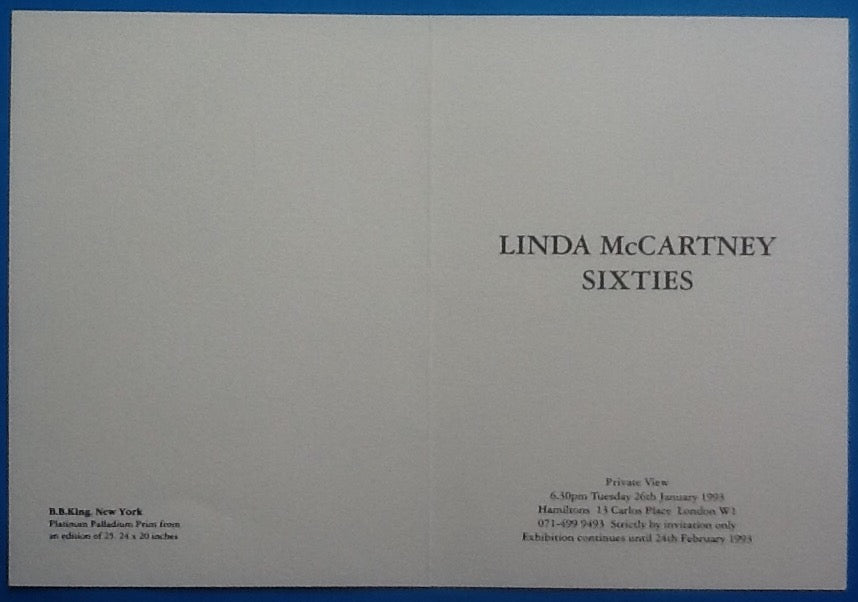 LINDA McCARTNEY
SIXTIES
Private View
6.30pm Tuesday 26th January 1993
Hamiltons 13 Carlos Place London W1
071-499 9493 Strictly by invitation only
Exhibition continues until 24th February 1993
B.B.King, New York
Platinum Palladium Print from
an edition of 25. 24 x 20 inches